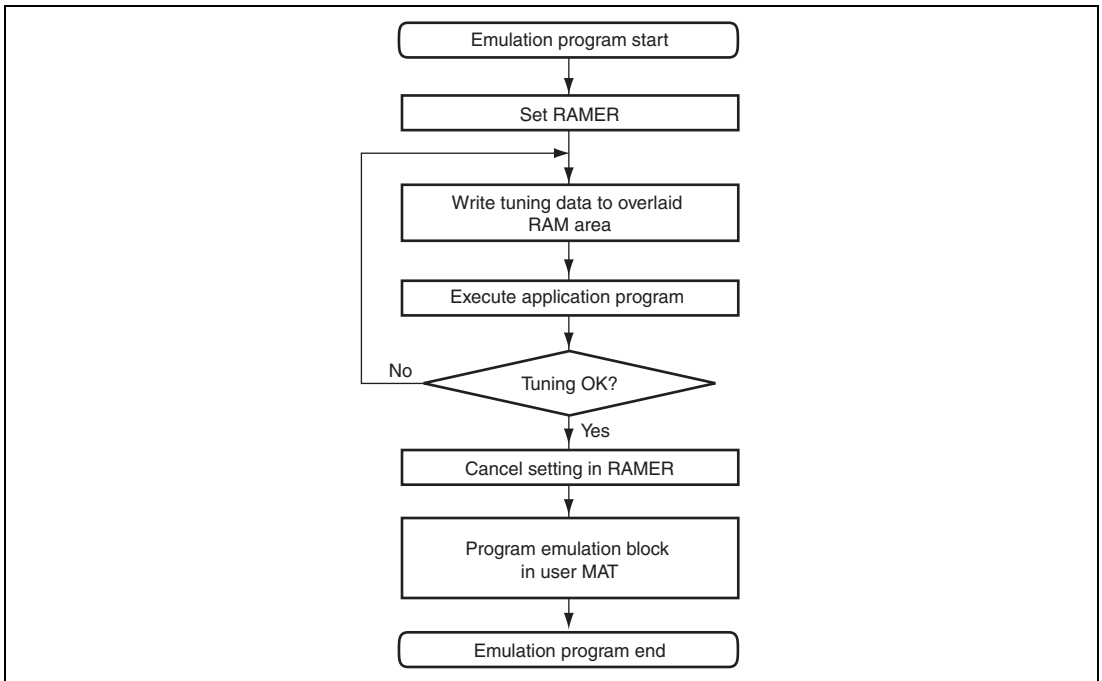 Emulation program start
Set RAMER
Write tuning data to overlaid
RAM area
Execute application program
No
Tuning OK?
Yes
Cancel setting in RAMER
Program emulation block
in user MAT
Emulation program end